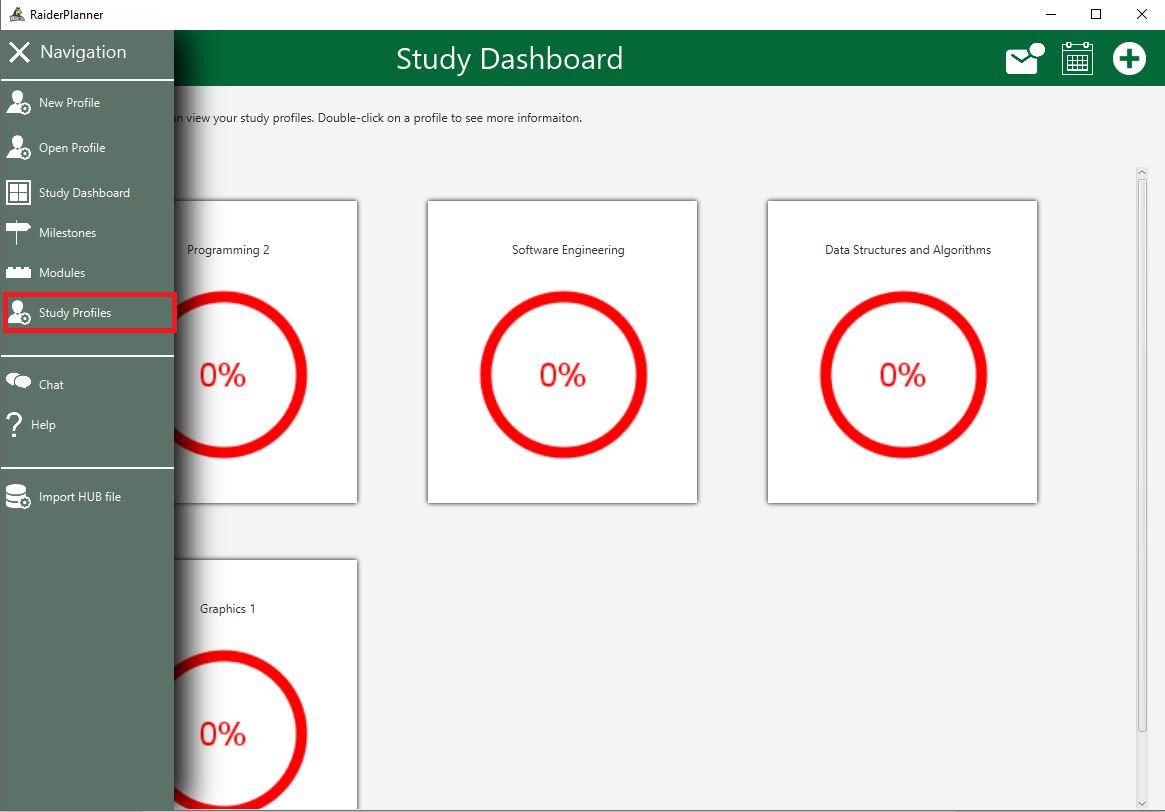 RaiderPlanner
Navigation
Study Dashboard
New Profile
view your study profiles. Double-click on a profile to see more informaiton.
Open Profile
Study Dashboard
Milestones
Programming 2
Software Engineering
Data Structures and Algorithms
Modules
Study Profiles
0%
0%
0%
Chat
Help
Import HUB file
Graphics 1
0%